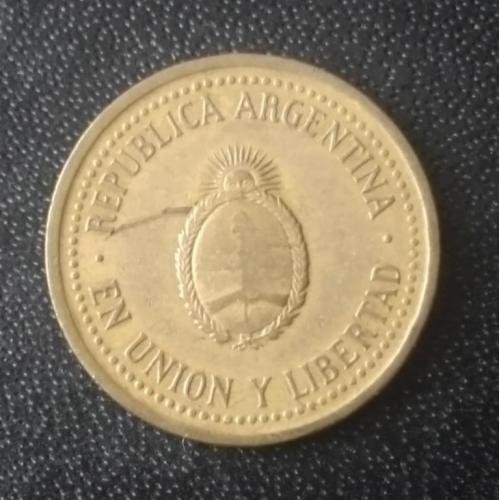 · REPUBLICA ARGENTINA ·
EN UNION Y LIBERTAD